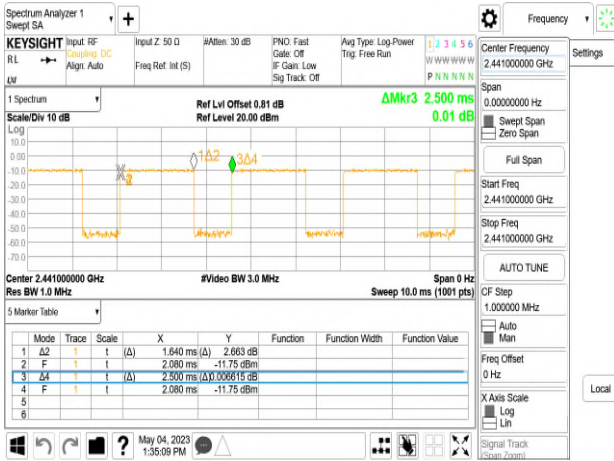 Spectrum Analyzer 1
Swept SA
+
Frequency
KEYSIGHT
Input: RF
Coupling: DC
Align: Auto
Input Z: 50 Ω
Freq Ref: Int (S)
#Atten: 30 dB
PNO: Fast
Gate: Off
IF Gain: Low
Sig Track: Off
Avg Type: Log-Power
Trig: Free Run
1 2 3 4 5 6
W W W W W W
P N N N N N
RL
LXI
Center Frequency
2.441000000 GHz
Settings
1 Spectrum
Scale/Div 10 dB
Ref Lvl Offset 0.81 dB
Ref Level 20.00 dBm
ΔMkr3 2.500 ms
0.01 dB
Span
0.00000000 Hz
Swept Span
Zero Span
Full Span
Log
10.0
0.00
-10.0
-20.0
-30.0
-40.0
-50.0
-60.0
-70.0
1Δ2
3Δ4
Start Freq
2.441000000 GHz
Stop Freq
2.441000000 GHz
AUTO TUNE
Center 2.441000000 GHz
Res BW 1.0 MHz
#Video BW 3.0 MHz
Span 0 Hz
Sweep 10.0 ms (1001 pts)
CF Step
1.000000 MHz
Auto
Man
5 Marker Table
Mode Trace Scale X Y Function Function Width Function Value
1 Δ2 1 t (Δ) 1.640 ms (Δ) 2.663 dB
2 F 1 t 2.080 ms -11.75 dBm
3 Δ4 1 t (Δ) 2.500 ms (Δ) 0.006615 dB
4 F 1 t 2.080 ms -11.75 dBm
5
6
Freq Offset
0 Hz
X Axis Scale
Log
Lin
Local
Signal Track
(Span Zoom)
?
May 04, 2023
1:35:09 PM